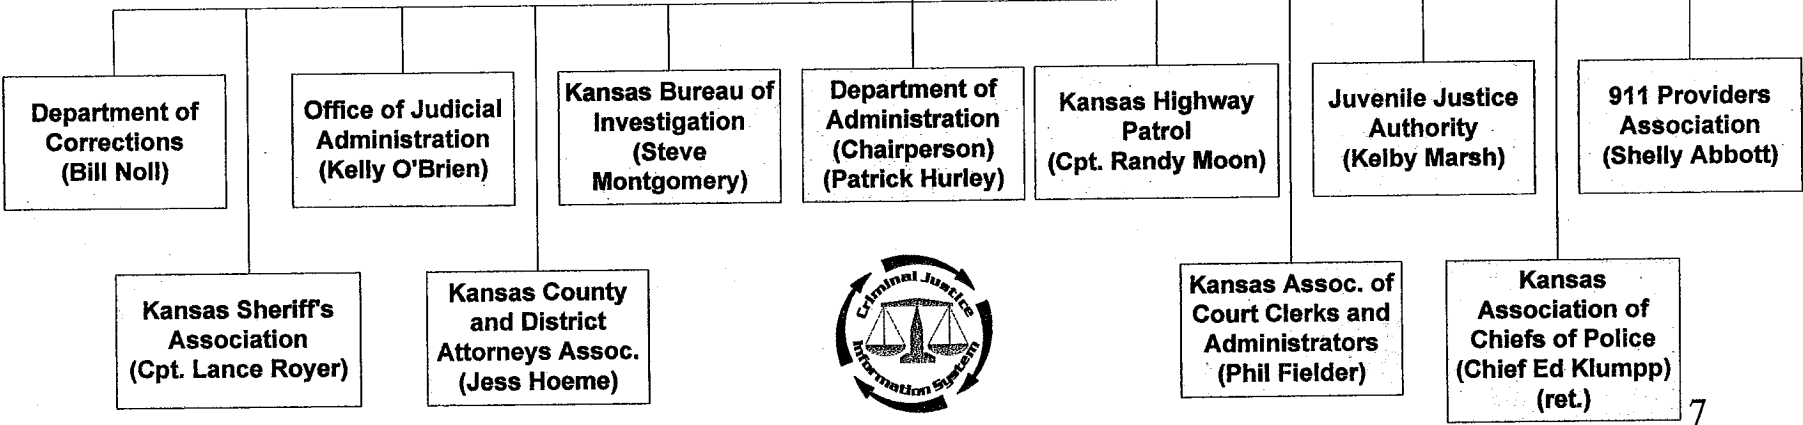 Department of
Corrections
(Bill Noll)
Office of Judicial
Administration
(Kelly O'Brien)
Kansas Bureau of
Investigation
(Steve
Montgomery)
Department of
Administration
(Chairperson)
(Patrick Hurley)
Kansas Highway
Patrol
(Cpt. Randy Moon)
Juvenile Justice
Authority
(Kelby Marsh)
911 Providers
Association
(Shelly Abbott)
Kansas Sheriff's
Association
(Cpt. Lance Royer)
Kansas County
and District
Attorneys Assoc.
(Jess Hoeme)
Criminal Justice
Information System
Kansas Assoc. of
Court Clerks and
Administrators
(Phil Fielder)
Kansas
Association of
Chiefs of Police
(Chief Ed Klumpp)
(ret.)
7